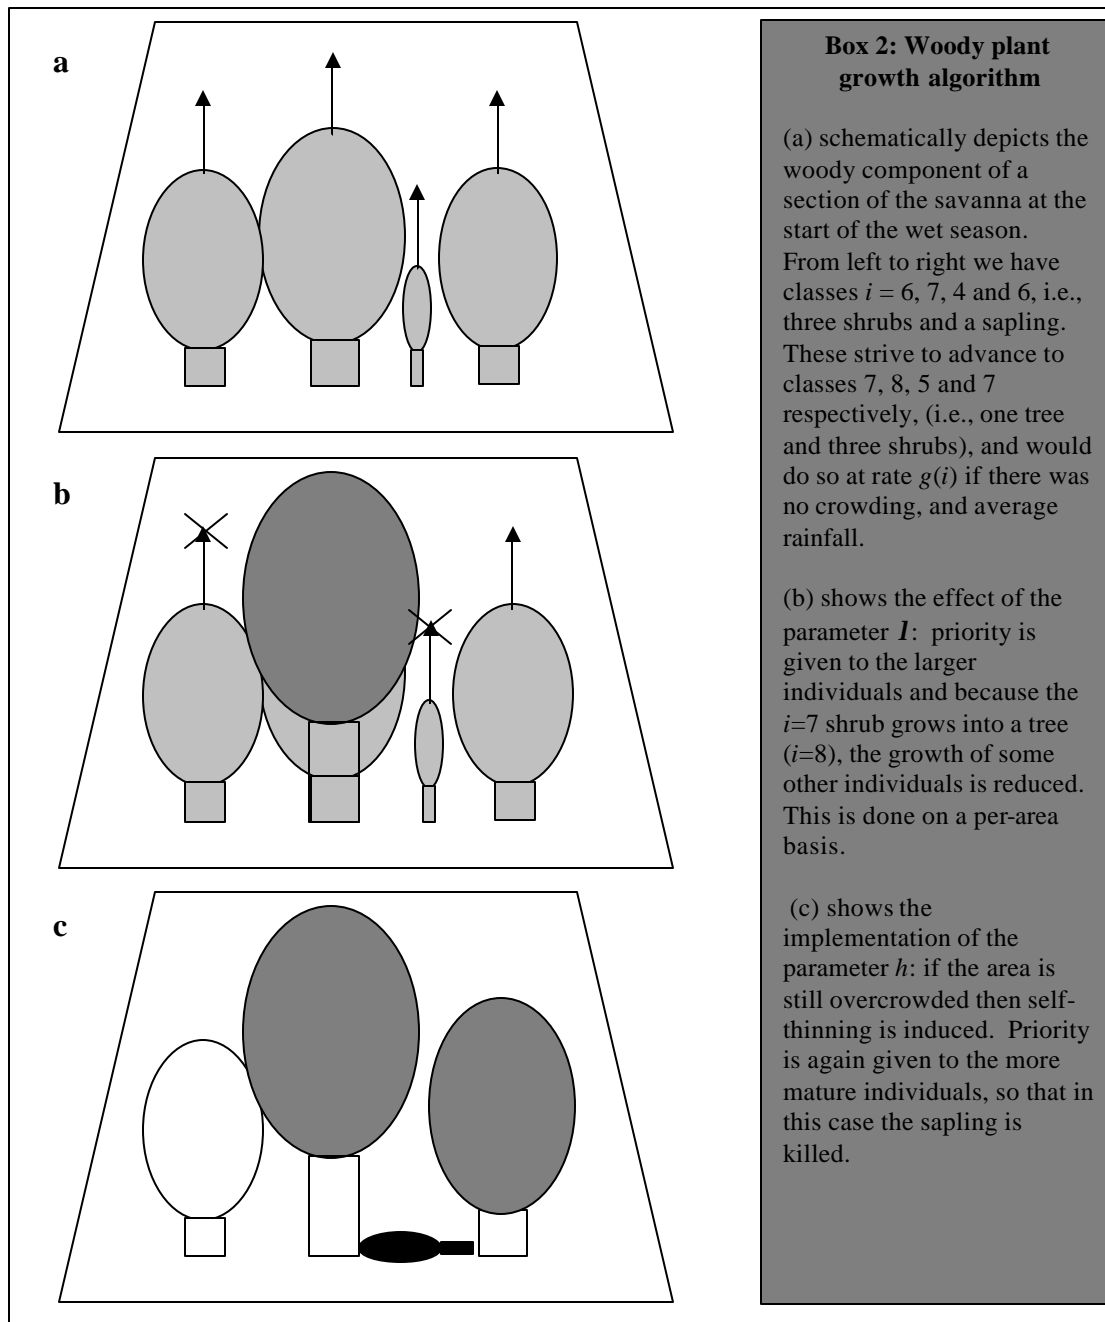 a
b
c
Box 2: Woody plant
growth algorithm
(a) schematically depicts the
woody component of a
section of the savanna at the
start of the wet season.
From left to right we have
classes i = 6, 7, 4 and 6, i.e.,
three shrubs and a sapling.
These strive to advance to
classes 7, 8, 5 and 7
respectively, (i.e., one tree
and three shrubs), and would
do so at rate g(i) if there was
no crowding, and average
rainfall.
(b) shows the effect of the
parameter l: priority is
given to the larger
individuals and because the
i=7 shrub grows into a tree
(i=8), the growth of some
other individuals is reduced.
This is done on a per-area
basis.
(c) shows the
implementation of the
parameter h: if the area is
still overcrowded then self-
thinning is induced. Priority
is again given to the more
mature individuals, so that in
this case the sapling is
killed.